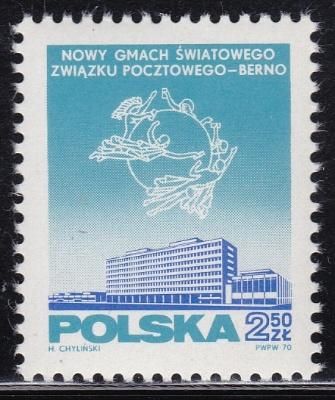 NOWY GMACH ŚWIATOWEGO
ZWIĄZKU POCZTOWEGO—BERNO
POLSKA 2 50 ZŁ
H. CHYLIŃSKI PWPW·70